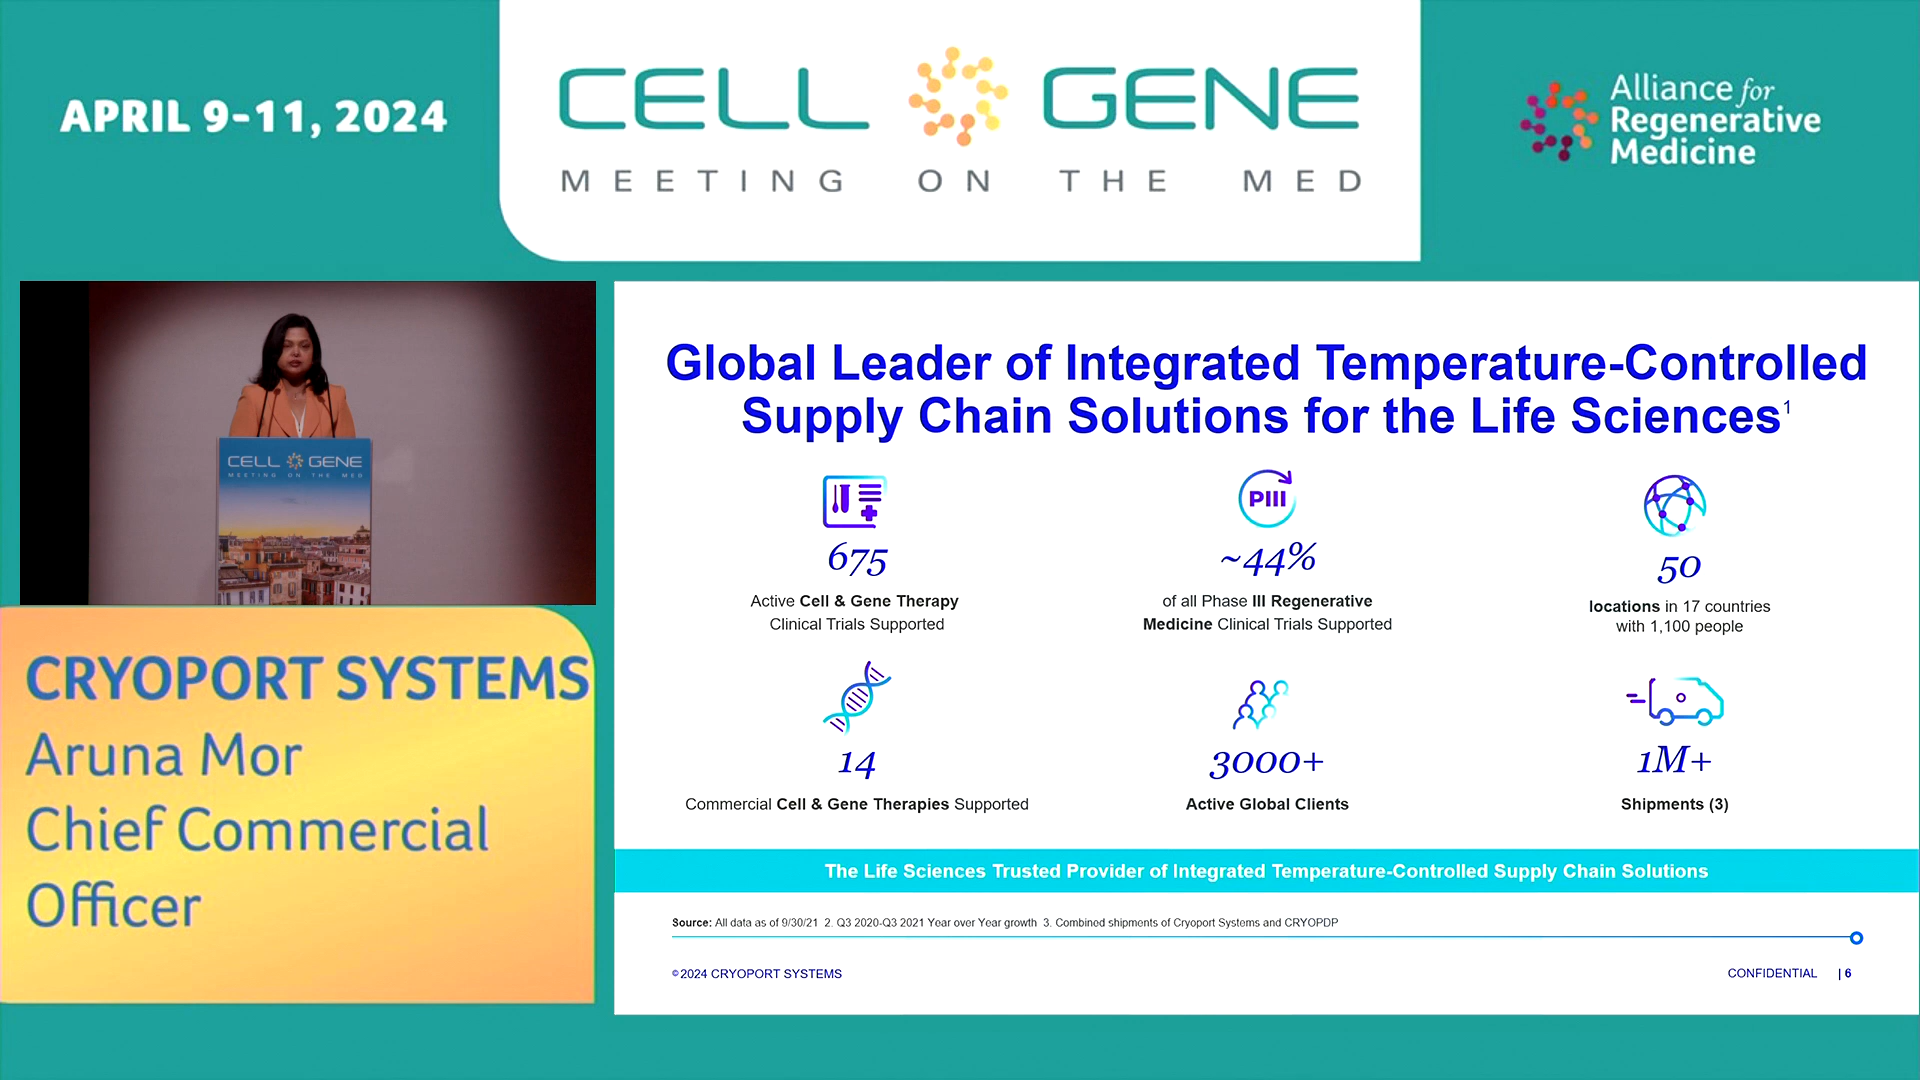 APRIL 9-11, 2024
CELL GENE
MEETING ON THE MED
Alliance for
Regenerative
Medicine
CELL GENE
MEETING ON THE MED
CRYOPORT SYSTEMS
Aruna Mor
Chief Commercial
Officer
Global Leader of Integrated Temperature-Controlled
Supply Chain Solutions for the Life Sciences1
675
Active Cell & Gene Therapy
Clinical Trials Supported
PIII
~44%
of all Phase III Regenerative
Medicine Clinical Trials Supported
50
locations in 17 countries
with 1,100 people
14
Commercial Cell & Gene Therapies Supported
3000+
Active Global Clients
1M+
Shipments (3)
The Life Sciences Trusted Provider of Integrated Temperature-Controlled Supply Chain Solutions
Source: All data as of 9/30/21 2. Q3 2020-Q3 2021 Year over Year growth 3. Combined shipments of Cryoport Systems and CRYOPDP
© 2024 CRYOPORT SYSTEMS
CONFIDENTIAL | 6